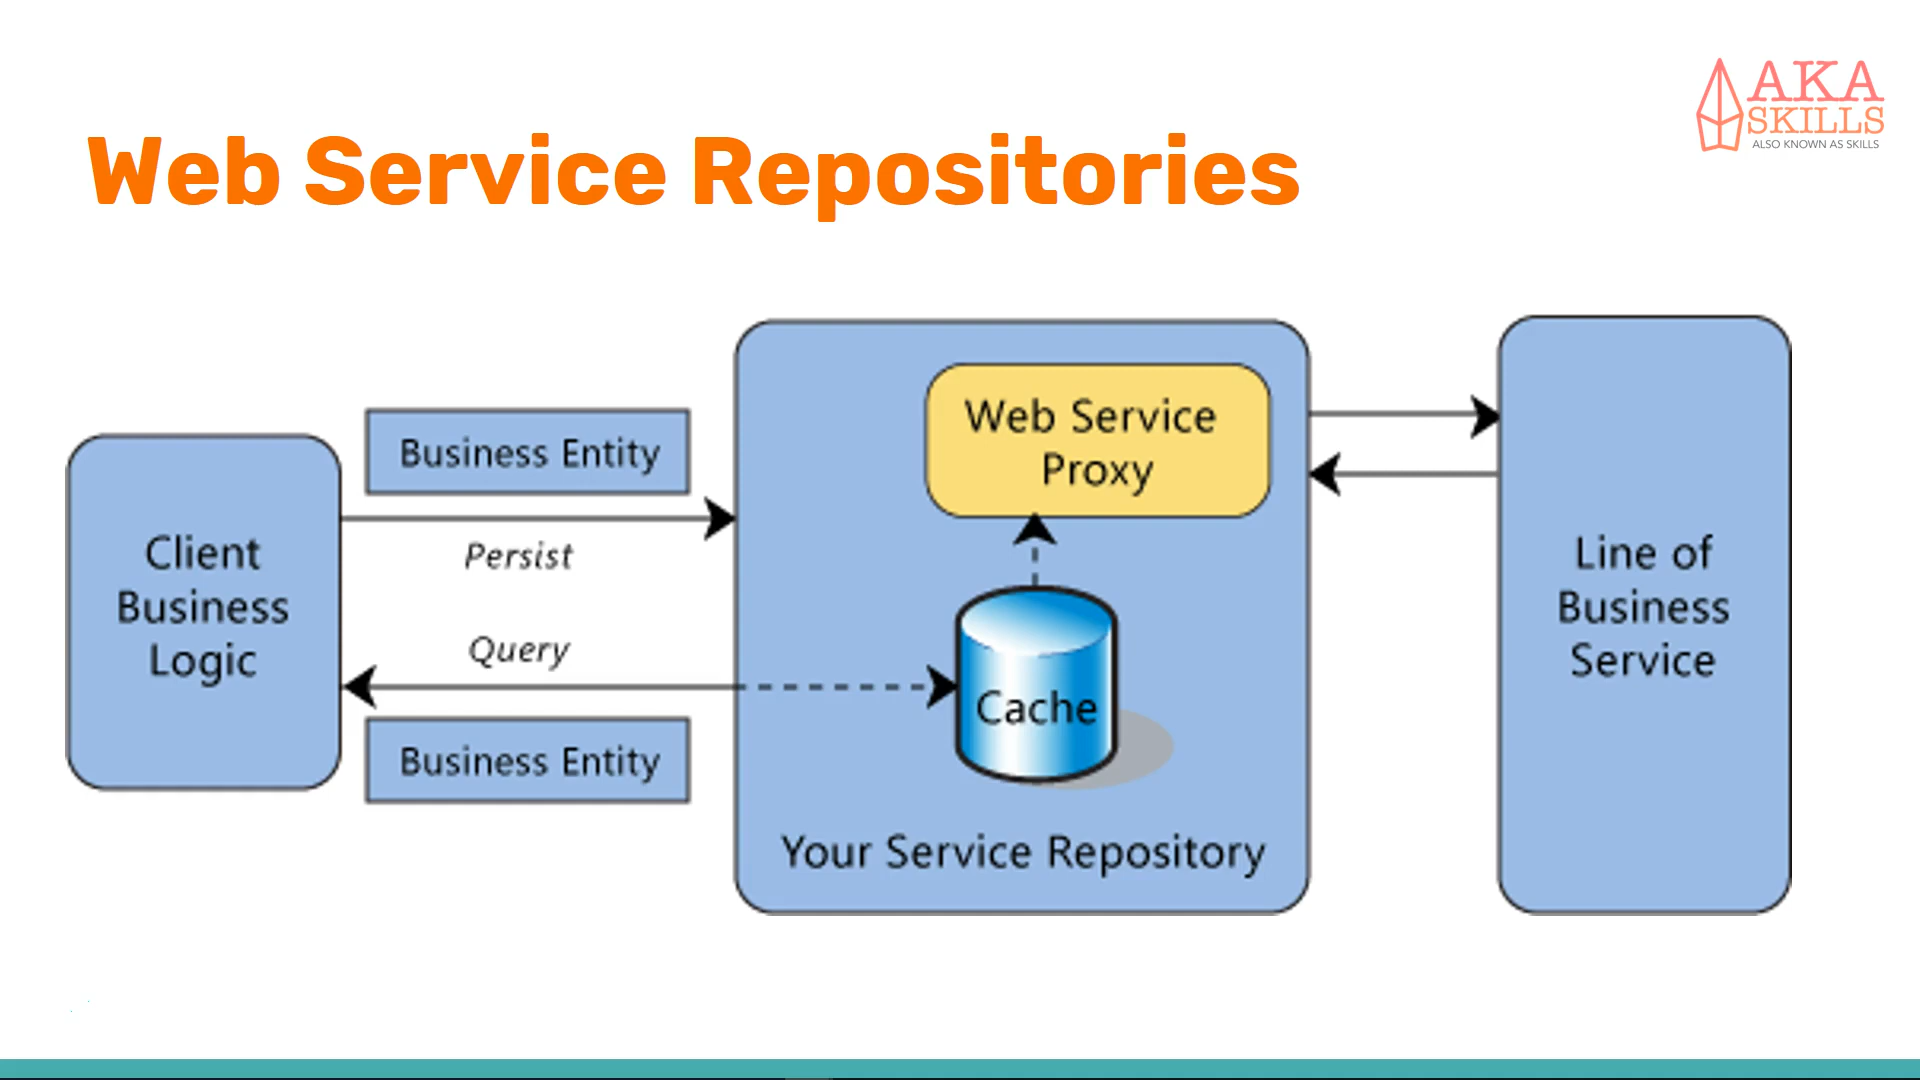 AKA
SKILLS
ALSO KNOWN AS SKILLS
Web Service Repositories
Client
Business
Logic
Business Entity
Persist
Query
Business Entity
Web Service
Proxy
Cache
Your Service Repository
Line of
Business
Service